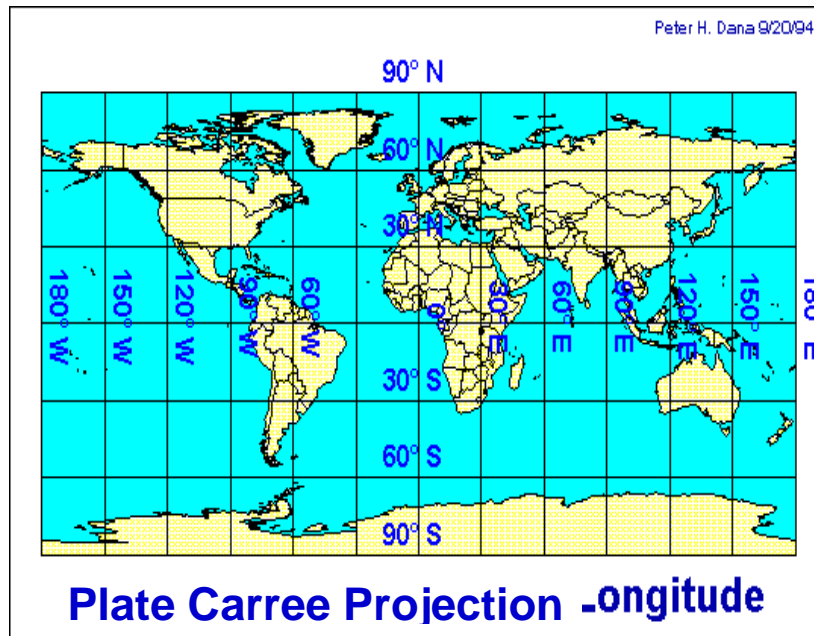 Peter H. Dana 9/20/94
90° N
60° N
30° N
180° W
150° W
120° W
90° W
60° W
0°
30° E
60° E
90° E
120° E
150° E
180° E
30° S
60° S
90° S
Plate Carree Projection -ongitude